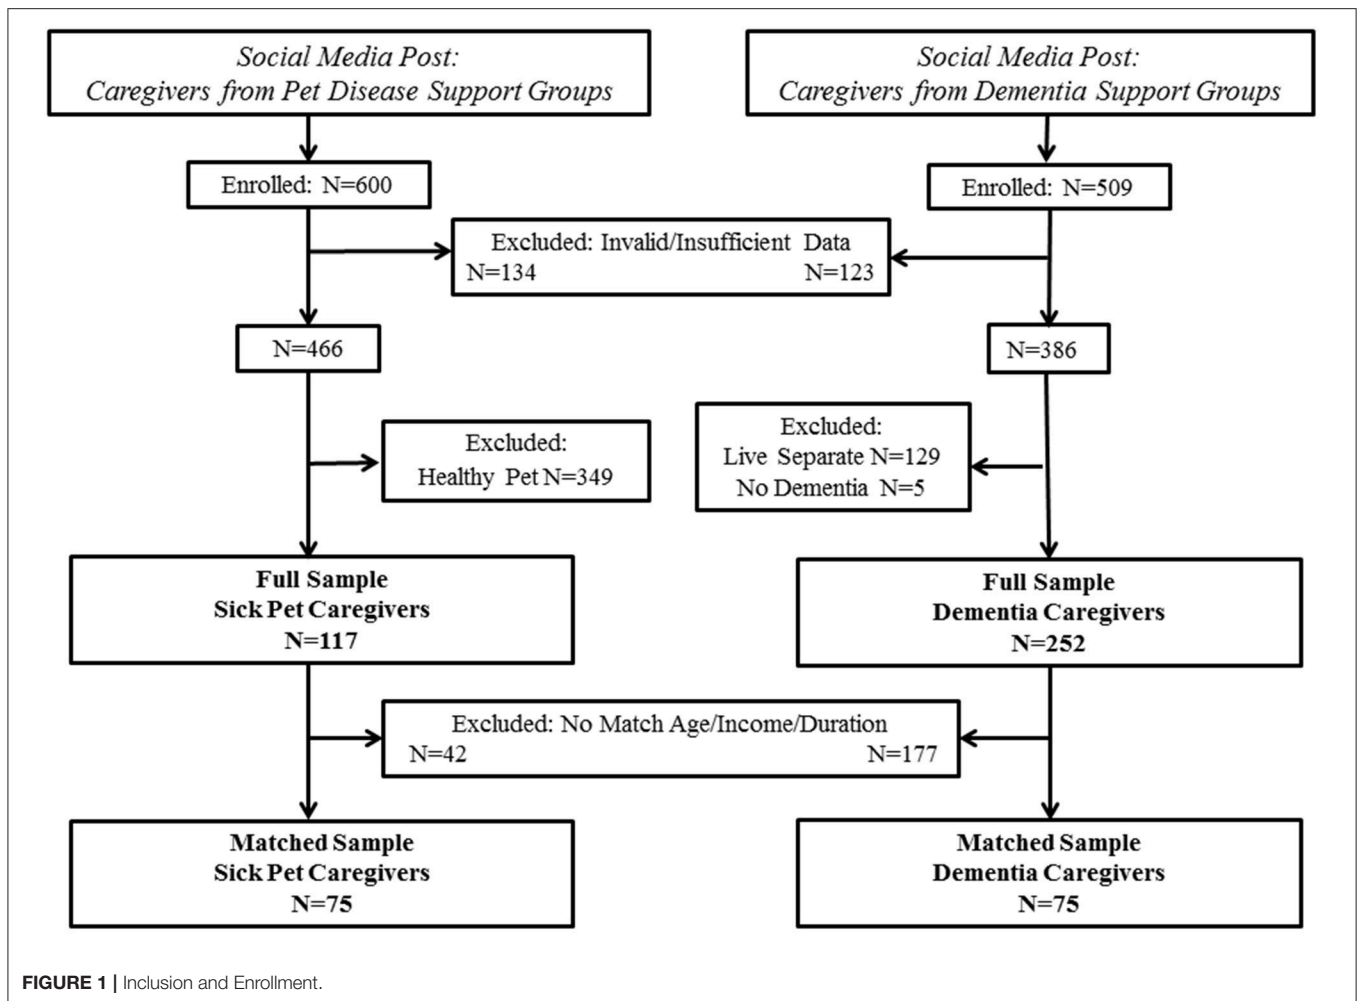 Social Media Post:
Caregivers from Pet Disease Support Groups
Social Media Post:
Caregivers from Dementia Support Groups
Enrolled: N=600
Enrolled: N=509
Excluded: Invalid/Insufficient Data
N=134 N=123
N=466
N=386
Excluded:
Healthy Pet N=349
Excluded:
Live Separate N=129
No Dementia N=5
Full Sample
Sick Pet Caregivers
N=117
Full Sample
Dementia Caregivers
N=252
Excluded: No Match Age/Income/Duration
N=42 N=177
Matched Sample
Sick Pet Caregivers
N=75
Matched Sample
Dementia Caregivers
N=75
FIGURE 1 | Inclusion and Enrollment.